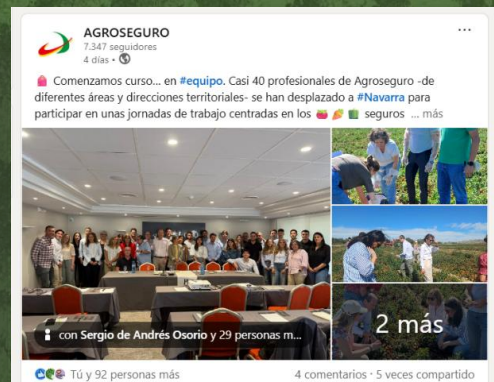 AGROSEGURO
7.347 seguidores
4 días •
Comenzamos curso... en #equipo. Casi 40 profesionales de Agroseguro -de
diferentes áreas y direcciones territoriales- se han desplazado a #Navarra para
participar en unas jornadas de trabajo centradas en los seguros ... más
2 más
con Sergio de Andrés Osorio y 29 personas m...
Tú y 92 personas más
4 comentarios · 5 veces compartido